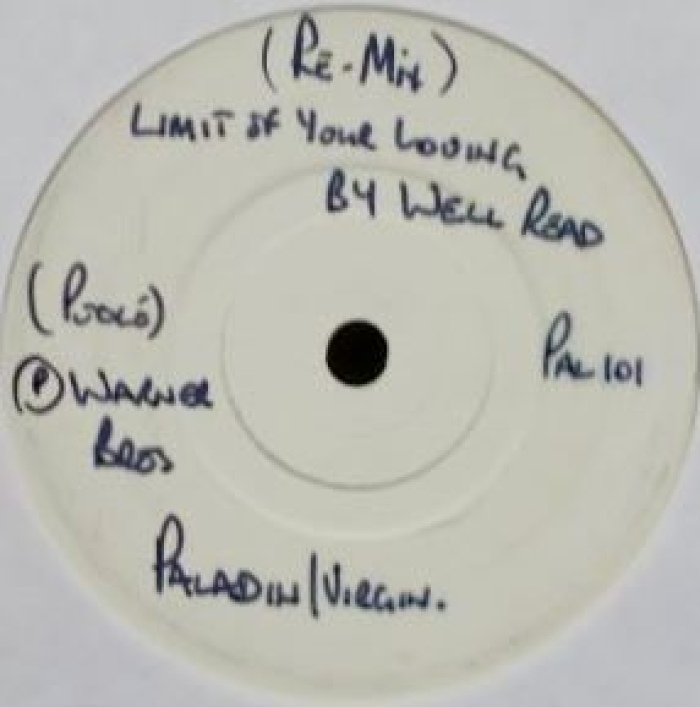 (RE-MIX)
LIMIT OF YOUR LOVING
BY WELL READ
PAL 101
(P) WARNER
BROS
PALADIN/VIRGIN.